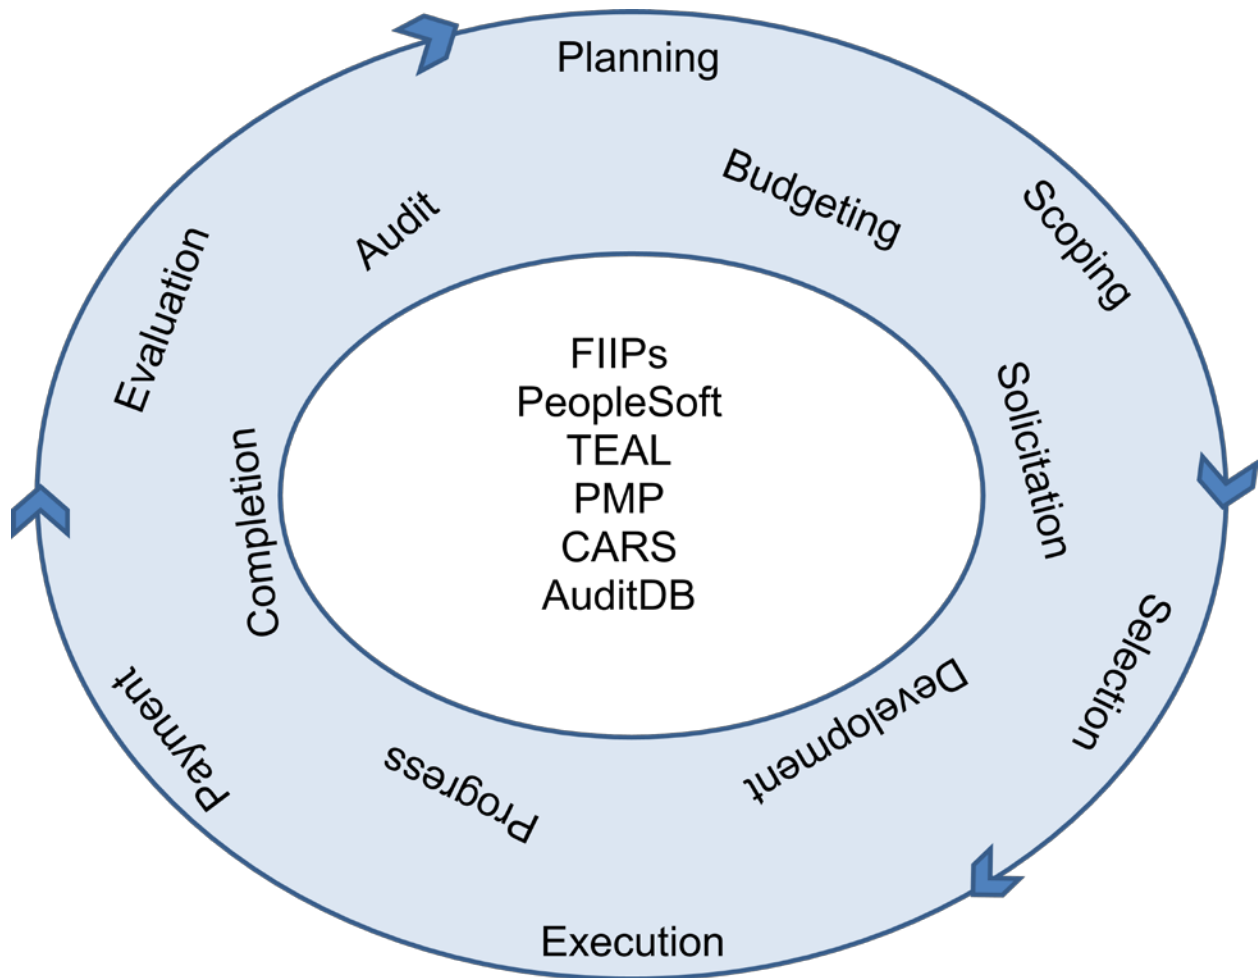 Planning
Budgeting
Scoping
Solicitation
Selection
Development
Execution
Progress
Payment
Completion
Evaluation
Audit
FIIPs
PeopleSoft
TEAL
PMP
CARS
AuditDB